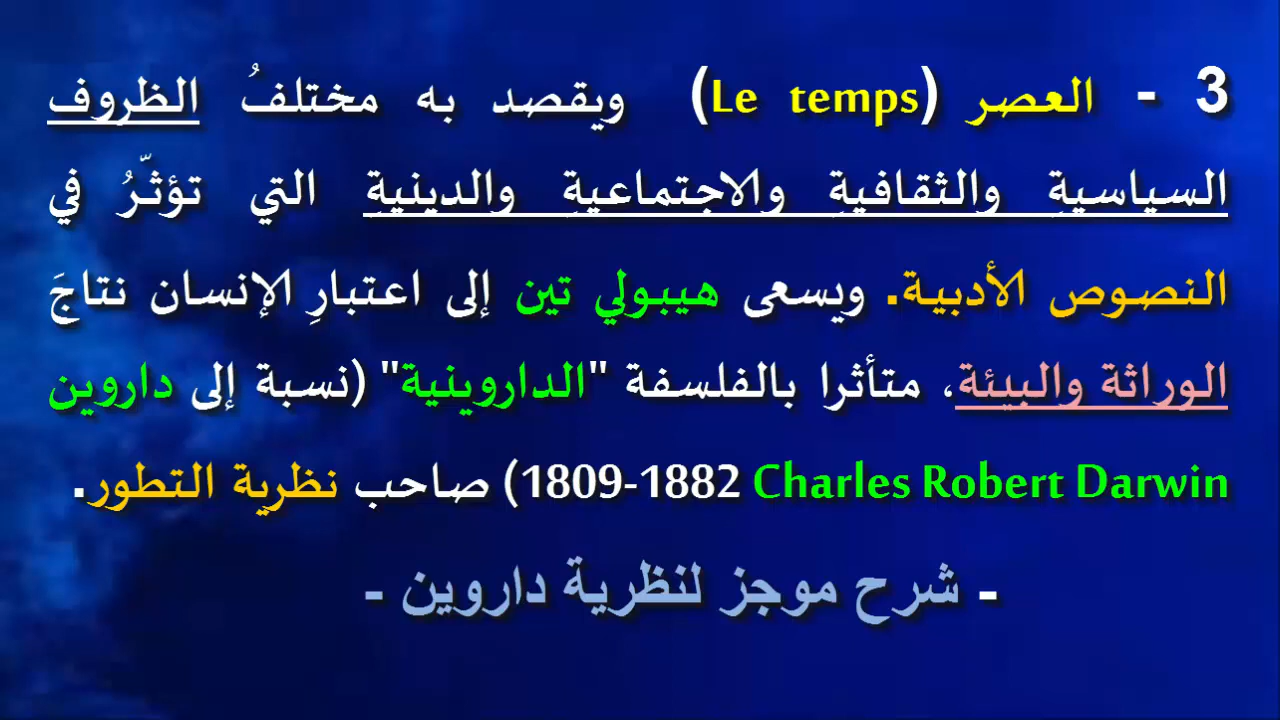 3 - العصر (Le temps) ويقصد به مختلفُ الظروف
السياسيةِ والثقافيةِ والاجتماعيةِ والدينيةِ التي تؤثّرُ في
النصوص الأدبية. ويسعى هيبولي تين إلى اعتبارِ الإنسان نتاجَ
الوراثة والبيئة، متأثرا بالفلسفة "الداروينية" (نسبة إلى داروين
Charles Robert Darwin 1809-1882) صاحب نظرية التطور.
- شرح موجز لنظرية داروين -